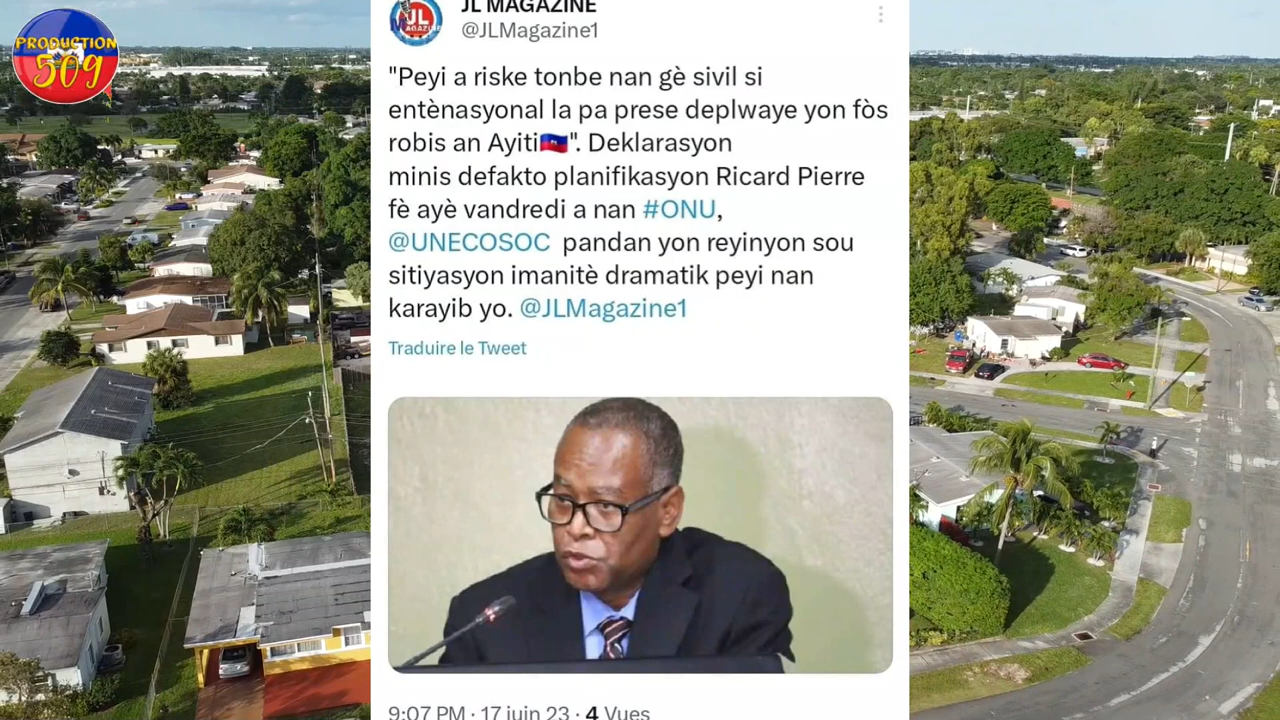 PRODUCTION
509
JL
MAGAZINE
JL MAGAZINE
@JLMagazine1
"Peyi a riske tonbe nan gè sivil si
entènasyonal la pa prese deplwaye yon fòs
robis an Ayiti🇭🇹". Deklarasyon
minis defakto planifikasyon Ricard Pierre
fè ayè vandredi a nan #ONU,
@UNECOSOC pandan yon reyinyon sou
sitiyasyon imanitè dramatik peyi nan
karayib yo. @JLMagazine1
Traduire le Tweet
9:07 PM · 17 juin 23 · 4 Vues